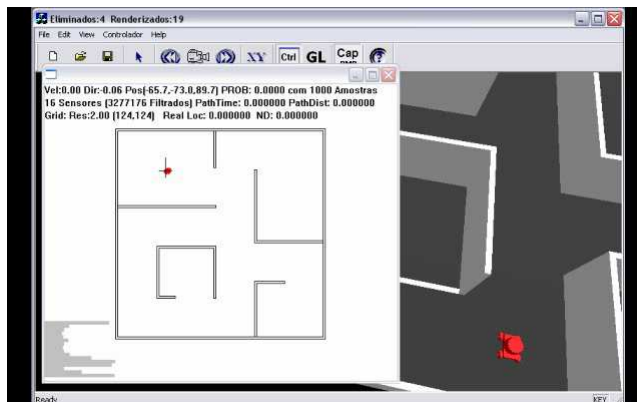 Eliminados:4 Renderizados:19
File Edit View Controlador Help
XY Ctrl GL Cap
Vel:0.00 Dir:-0.06 Pos(-65.7,-73.0,89.7) PROB: 0.0000 com 1000 Amostras
16 Sensores (3277176 Filtrados) PathTime: 0.000000 PathDist: 0.000000
Grid: Res:2.00 (124,124) Real Loc: 0.000000 ND: 0.000000
Ready
KEY